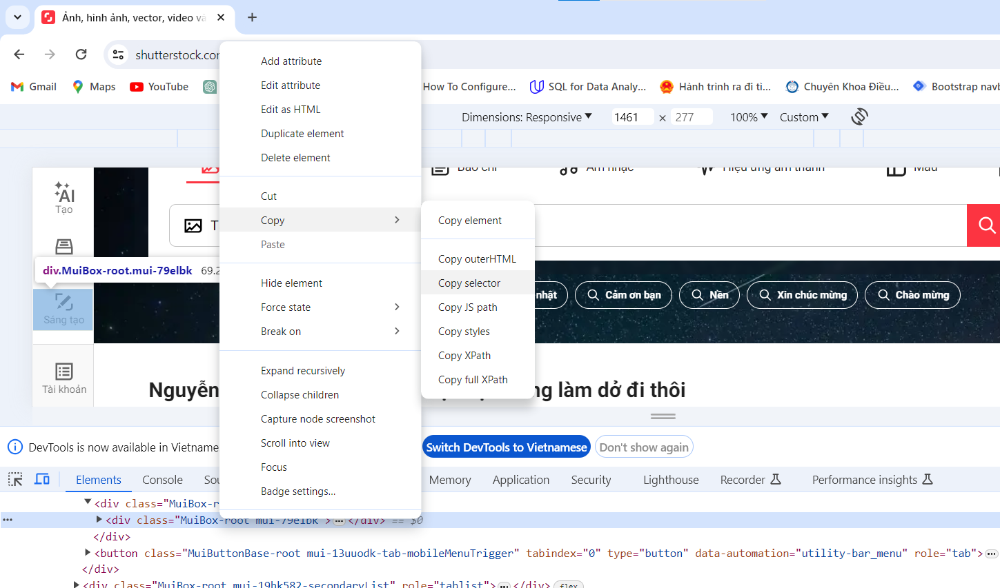 Ảnh, hình ảnh, vector, video và
shutterstock.com
Gmail
Maps
YouTube
How To Configure...
SQL for Data Analy...
Hành trình ra đi tì...
Chuyên Khoa Điều...
Bootstrap navb
Dimensions: Responsive
1461 × 277
100%
Custom
Add attribute
Edit attribute
Edit as HTML
Duplicate element
Delete element
Cut
Copy
Paste
Hide element
Force state
Break on
Expand recursively
Collapse children
Capture node screenshot
Scroll into view
Focus
Badge settings...
Copy element
Copy outerHTML
Copy selector
Copy JS path
Copy styles
Copy XPath
Copy full XPath
Báo chí
Âm nhạc
Hiệu ứng âm thanh
Mẫu
AI
Tạo
T
div.MuiBox-root.mui-79elbk 69.2
Sáng tạo
Tài khoản
nhật
Cảm ơn bạn
Nền
Xin chúc mừng
Chào mừng
Nguyễn
ng làm dở đi thôi
DevTools is now available in Vietname
Switch DevTools to Vietnamese
Don't show again
Elements
Console
Sou
Memory
Application
Security
Lighthouse
Recorder
Performance insights
<div class="MuiBox-r
<div class="MuiBox-root mui-79elbk"> ... </div> == $0
</div>
<button class="MuiButtonBase-root mui-13uuodk-tab-mobileMenuTrigger" tabindex="0" type="button" data-automation="utility-bar_menu" role="tab"> ...
</div>
<div class="MuiBox-root mui-19hk582-secondaryList" role="tablist"> ... </div> flex